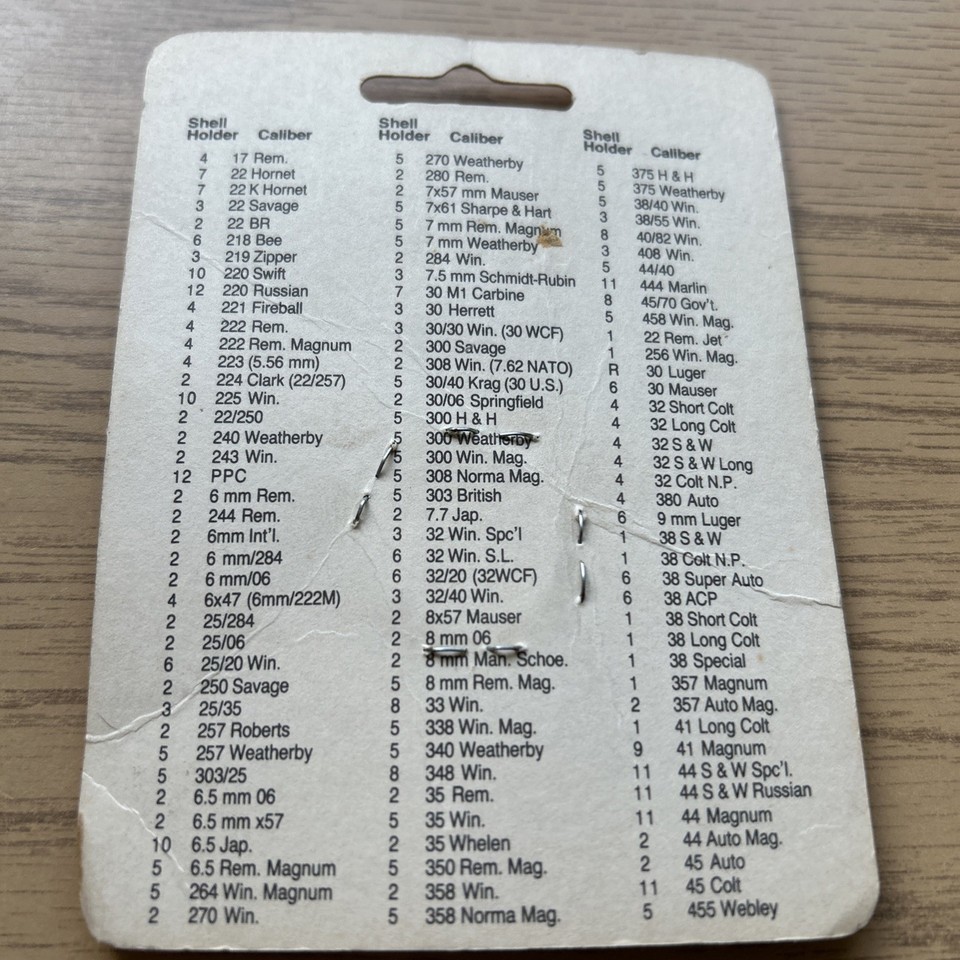 Shell Holder Caliber
4 17 Rem.
7 22 Hornet
7 22 K Hornet
3 22 Savage
2 22 BR
6 218 Bee
3 219 Zipper
10 220 Swift
12 220 Russian
4 221 Fireball
4 222 Rem.
4 222 Rem. Magnum
4 223 (5.56 mm)
2 224 Clark (22/257)
10 225 Win.
2 22/250
2 240 Weatherby
2 243 Win.
12 PPC
2 6 mm Rem.
2 244 Rem.
2 6mm Int'l.
2 6 mm/284
2 6 mm/06
4 6x47 (6mm/222M)
2 25/284
2 25/06
6 25/20 Win.
2 250 Savage
3 25/35
2 257 Roberts
5 257 Weatherby
5 303/25
2 6.5 mm 06
2 6.5 mm x57
10 6.5 Jap.
5 6.5 Rem. Magnum
5 264 Win. Magnum
2 270 Win.
Shell Holder Caliber
5 270 Weatherby
2 280 Rem.
2 7x57 mm Mauser
5 7x61 Sharpe & Hart
5 7 mm Rem. Magnum
5 7 mm Weatherby
2 284 Win.
3 7.5 mm Schmidt-Rubin
7 30 M1 Carbine
3 30 Herrett
3 30/30 Win. (30 WCF)
2 300 Savage
2 308 Win. (7.62 NATO)
5 30/40 Krag (30 U.S.)
2 30/06 Springfield
5 300 H & H
5 300 Weatherby
5 300 Win. Mag.
5 308 Norma Mag.
5 303 British
2 7.7 Jap.
3 32 Win. Spc'l
6 32 Win. S.L.
6 32/20 (32WCF)
3 32/40 Win.
2 8x57 Mauser
2 8 mm 06
2 8 mm Man. Schoe.
5 8 mm Rem. Mag.
8 33 Win.
5 338 Win. Mag.
5 340 Weatherby
8 348 Win.
2 35 Rem.
5 35 Win.
2 35 Whelen
5 350 Rem. Mag.
2 358 Win.
5 358 Norma Mag.
Shell Holder Caliber
5 375 H & H
5 375 Weatherby
5 38/40 Win.
3 38/55 Win.
8 40/82 Win.
3 408 Win.
5 44/40
11 444 Marlin
8 45/70 Gov't.
5 458 Win. Mag.
1 22 Rem. Jet
1 256 Win. Mag.
R 30 Luger
6 30 Mauser
4 32 Short Colt
4 32 Long Colt
4 32 S & W
4 32 S & W Long
4 32 Colt N.P.
4 380 Auto
6 9 mm Luger
1 38 S & W
1 38 Colt N.P.
6 38 Super Auto
6 38 ACP
1 38 Short Colt
1 38 Long Colt
1 38 Special
1 357 Magnum
2 357 Auto Mag.
1 41 Long Colt
9 41 Magnum
11 44 S & W Spc'l.
11 44 S & W Russian
11 44 Magnum
2 44 Auto Mag.
2 45 Auto
11 45 Colt
5 455 Webley